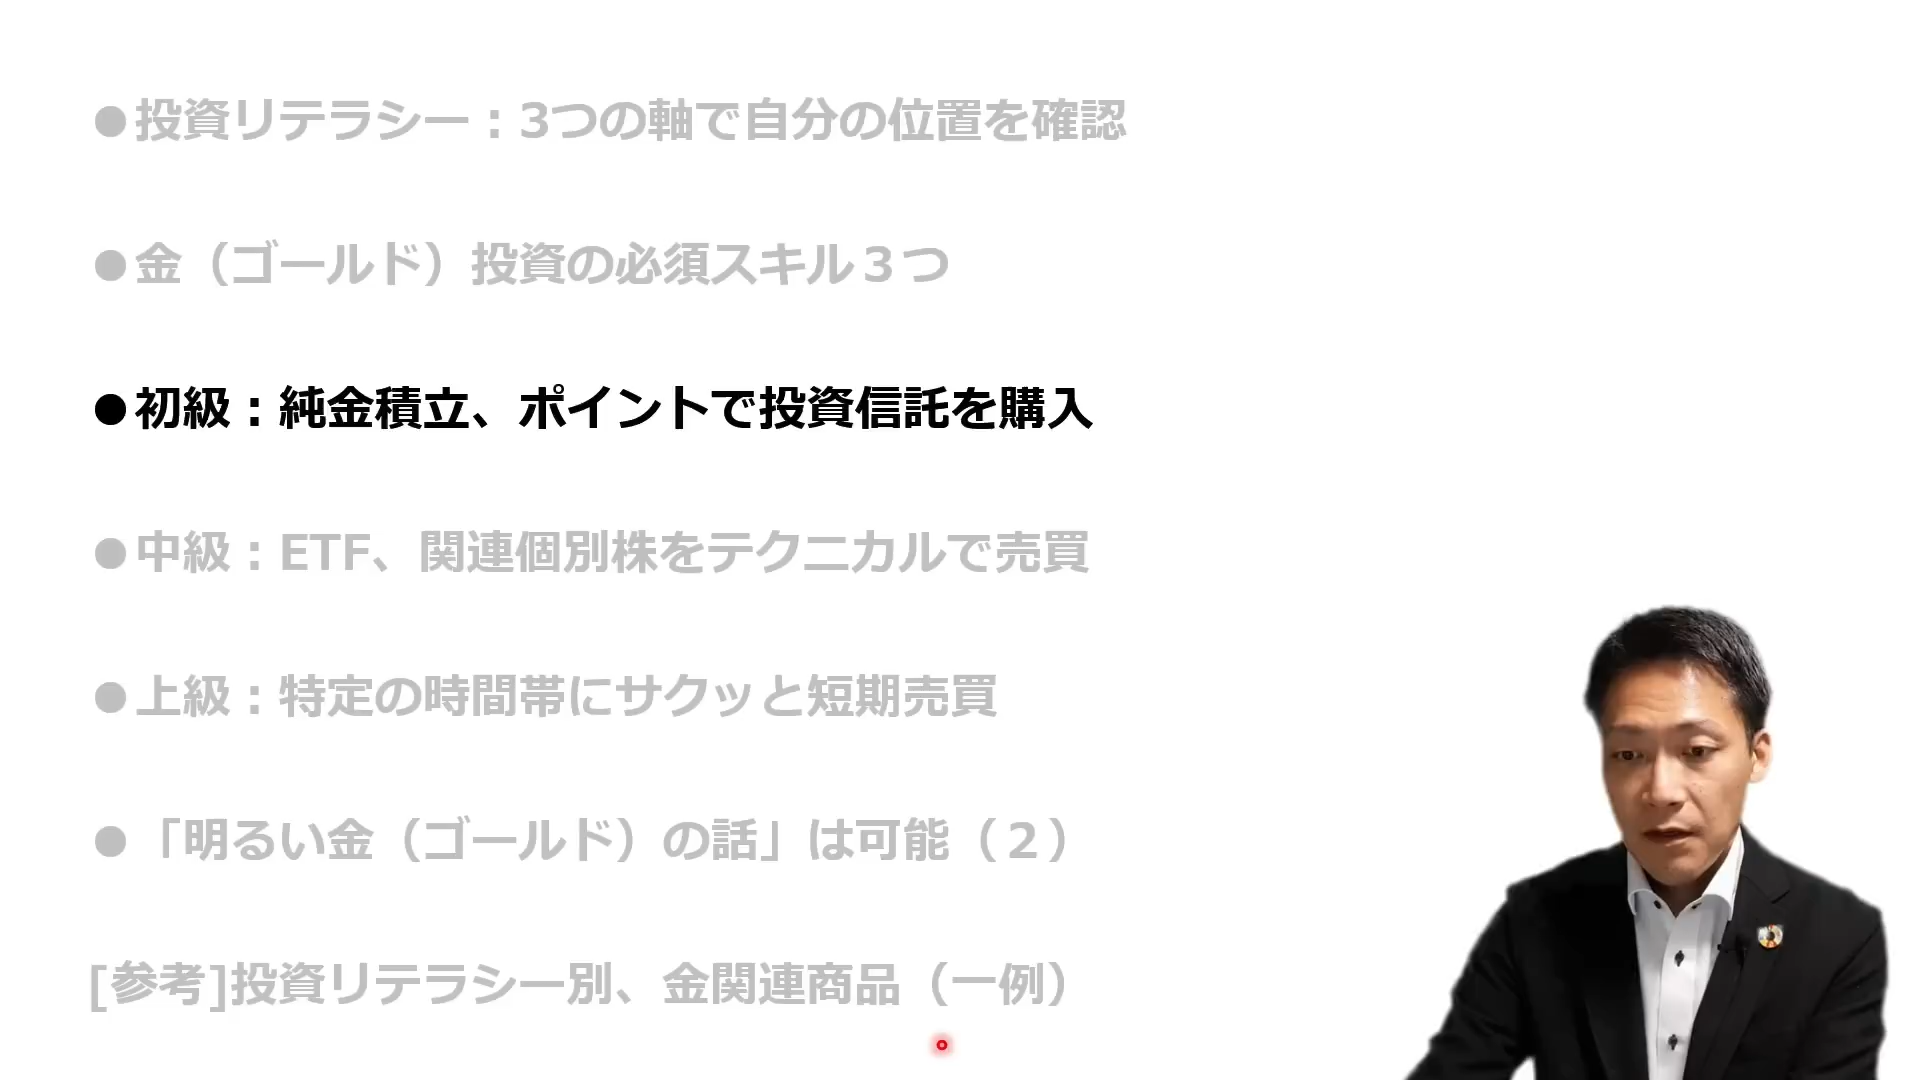 ●投資リテラシー：3つの軸で自分の位置を確認
●金（ゴールド）投資の必須スキル３つ
●初級：純金積立、ポイントで投資信託を購入
●中級：ETF、関連個別株をテクニカルで売買
●上級：特定の時間帯にサクッと短期売買
●「明るい金（ゴールド）の話」は可能（２）
[参考]投資リテラシー別、金関連商品（一例）